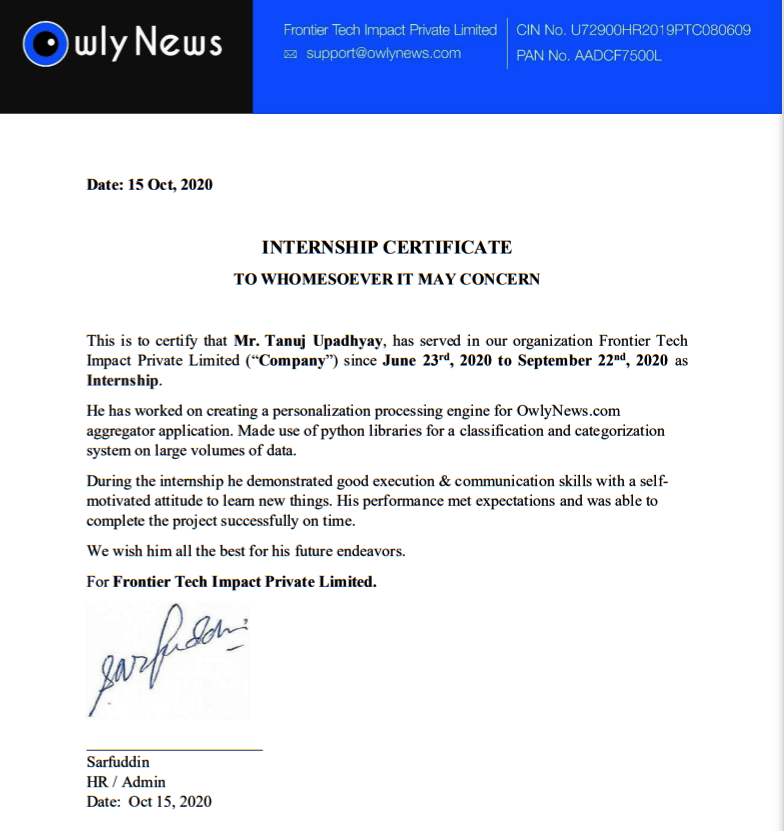 Owly News
Frontier Tech Impact Private Limited
support@owlynews.com
CIN No. U72900HR2019PTC080609
PAN No. AADCF7500L
Date: 15 Oct, 2020
INTERNSHIP CERTIFICATE
TO WHOMESOEVER IT MAY CONCERN
This is to certify that Mr. Tanuj Upadhyay, has served in our organization Frontier Tech
Impact Private Limited (“Company”) since June 23rd, 2020 to September 22nd, 2020 as
Internship.
He has worked on creating a personalization processing engine for OwlyNews.com
aggregator application. Made use of python libraries for a classification and categorization
system on large volumes of data.
During the internship he demonstrated good execution & communication skills with a self-
motivated attitude to learn new things. His performance met expectations and was able to
complete the project successfully on time.
We wish him all the best for his future endeavors.
For Frontier Tech Impact Private Limited.
Sarfuddin
Sarfuddin
HR / Admin
Date: Oct 15, 2020